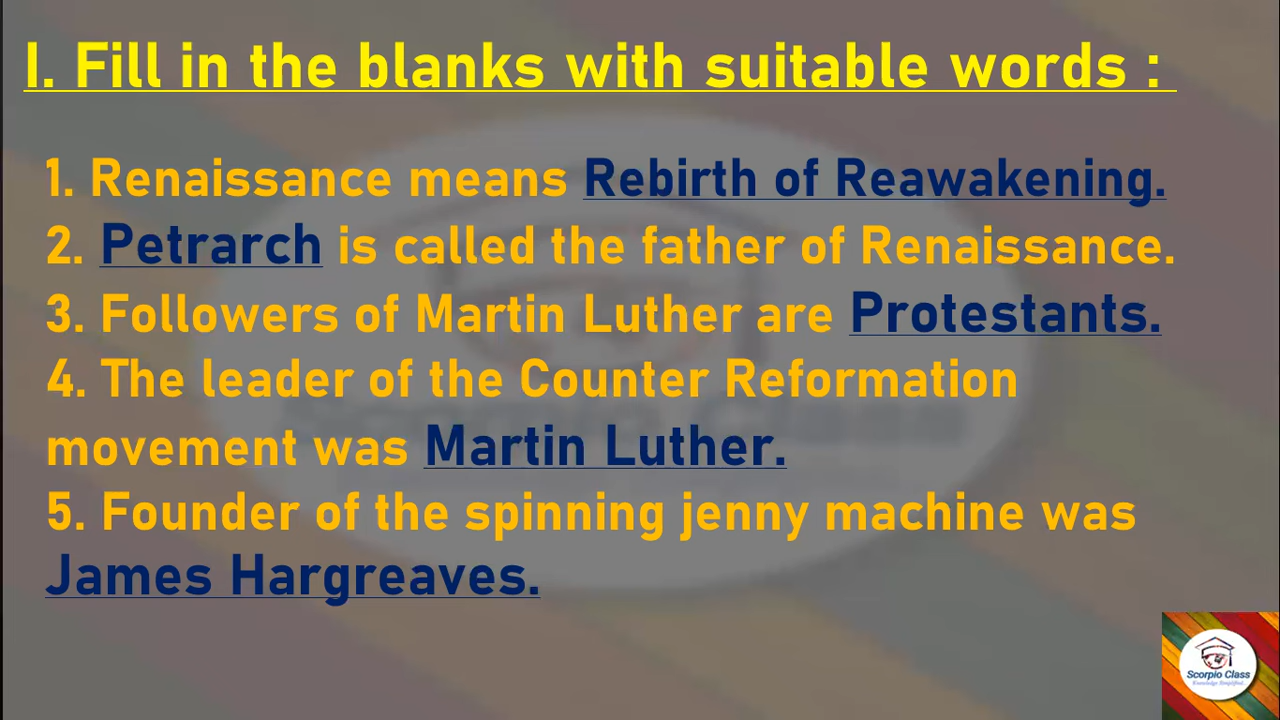 I. Fill in the blanks with suitable words :
1. Renaissance means Rebirth of Reawakening.
2. Petrarch is called the father of Renaissance.
3. Followers of Martin Luther are Protestants.
4. The leader of the Counter Reformation
movement was Martin Luther.
5. Founder of the spinning jenny machine was
James Hargreaves.
Scorpio Class
Knowledge Simplified..